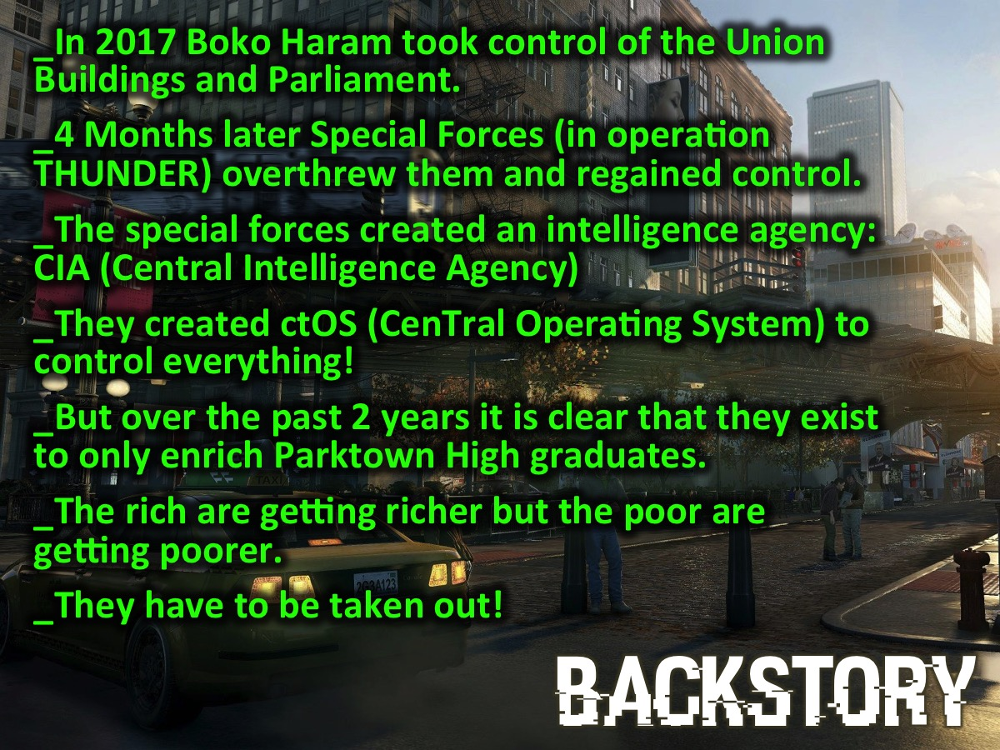 _In 2017 Boko Haram took control of the Union
Buildings and Parliament.
_4 Months later Special Forces (in operation
THUNDER) overthrew them and regained control.
_The special forces created an intelligence agency:
CIA (Central Intelligence Agency)
_They created ctOS (CenTral Operating System) to
control everything!
_But over the past 2 years it is clear that they exist
to only enrich Parktown High graduates.
_The rich are getting richer but the poor are
getting poorer.
_They have to be taken out!
TAXI
BACKSTORY